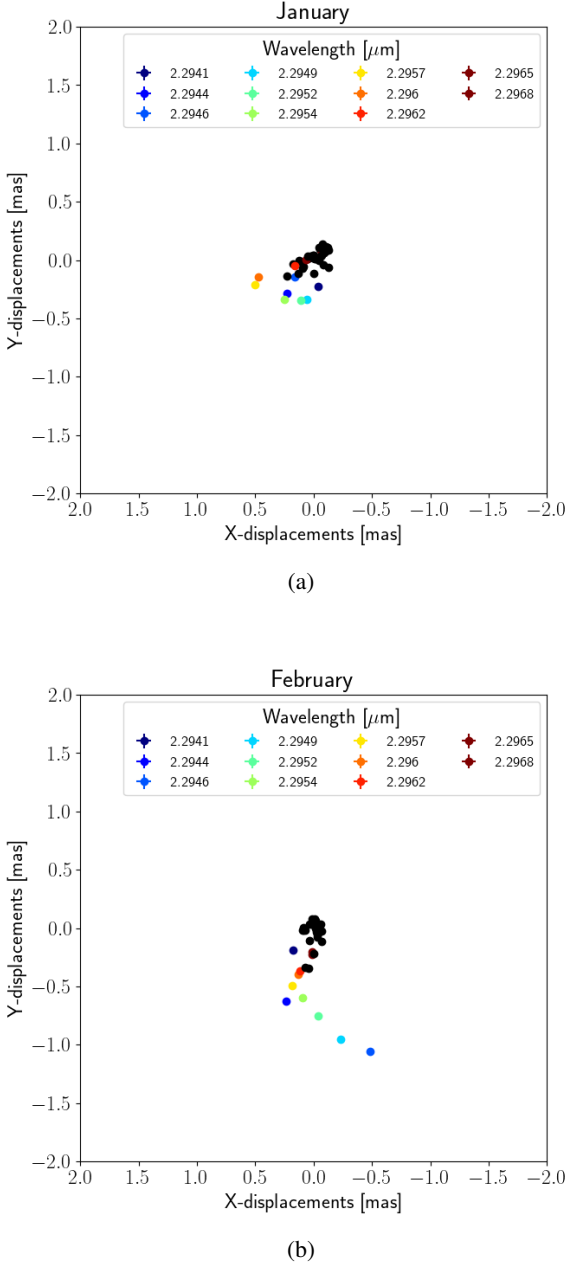 January
Wavelength [μm]
2.2941 2.2949 2.2957 2.2965
2.2944 2.2952 2.296 2.2968
2.2946 2.2954 2.2962
2.0
1.5
1.0
0.5
0.0
−0.5
−1.0
−1.5
−2.0
Y-displacements [mas]
2.0 1.5 1.0 0.5 0.0 −0.5 −1.0 −1.5 −2.0
X-displacements [mas]
(a)
February
Wavelength [μm]
2.2941 2.2949 2.2957 2.2965
2.2944 2.2952 2.296 2.2968
2.2946 2.2954 2.2962
2.0
1.5
1.0
0.5
0.0
−0.5
−1.0
−1.5
−2.0
Y-displacements [mas]
2.0 1.5 1.0 0.5 0.0 −0.5 −1.0 −1.5 −2.0
X-displacements [mas]
(b)